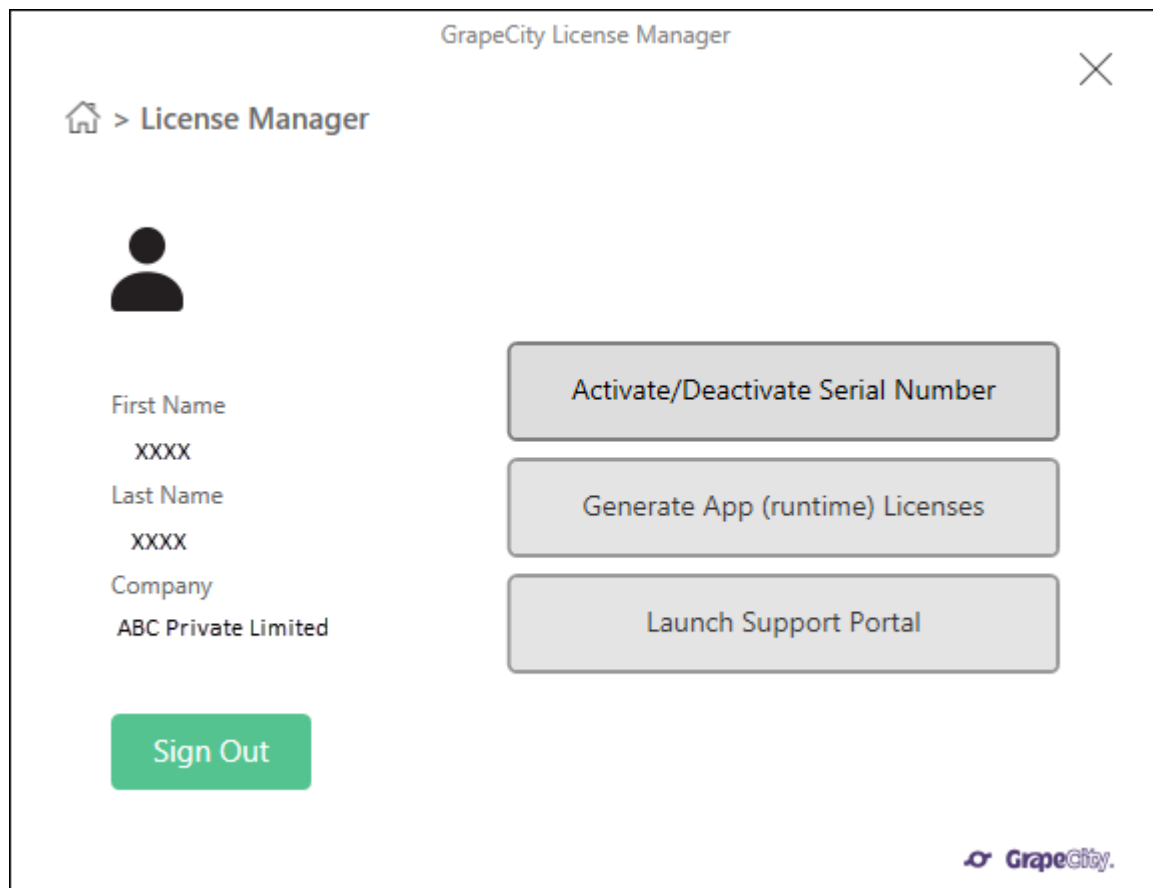 GrapeCity License Manager
> License Manager
First Name
XXXX
Last Name
XXXX
Company
ABC Private Limited
Sign Out
Activate/Deactivate Serial Number
Generate App (runtime) Licenses
Launch Support Portal
GrapeCity.